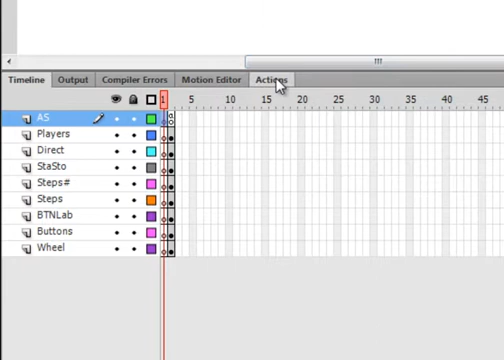 Timeline Output Compiler Errors Motion Editor Actions
1 5 10 15 20 25 30 35 40 45
AS a
Players
Direct
StaSto
Steps#
Steps
BTNLab
Buttons
Wheel